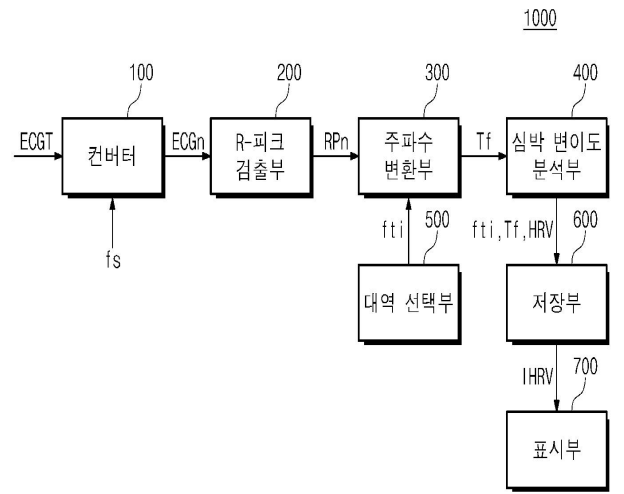 1000
100
200
300
400
ECGT
컨버터
ECGn
R-피크
검출부
RPn
주파수
변환부
Tf
심박 변이도
분석부
fs
fti
500
대역 선택부
fti,Tf,HRV
600
저장부
IHRV
700
표시부